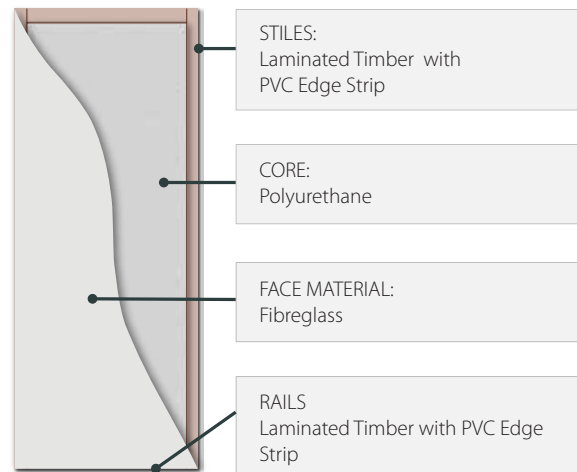 STILES:
Laminated Timber with
PVC Edge Strip
CORE:
Polyurethane
FACE MATERIAL:
Fibreglass
RAILS
Laminated Timber with PVC Edge
Strip